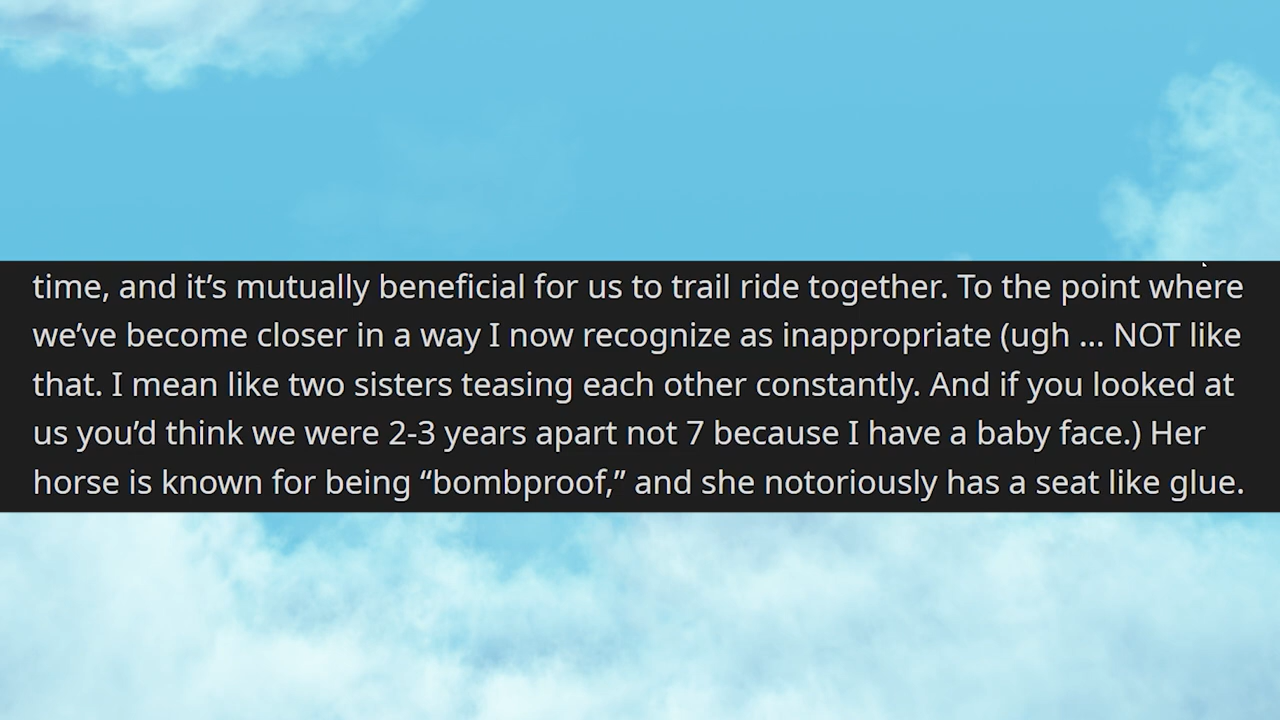 time, and it’s mutually beneficial for us to trail ride together. To the point where
we’ve become closer in a way I now recognize as inappropriate (ugh ... NOT like
that. I mean like two sisters teasing each other constantly. And if you looked at
us you’d think we were 2-3 years apart not 7 because I have a baby face.) Her
horse is known for being “bombproof,” and she notoriously has a seat like glue.